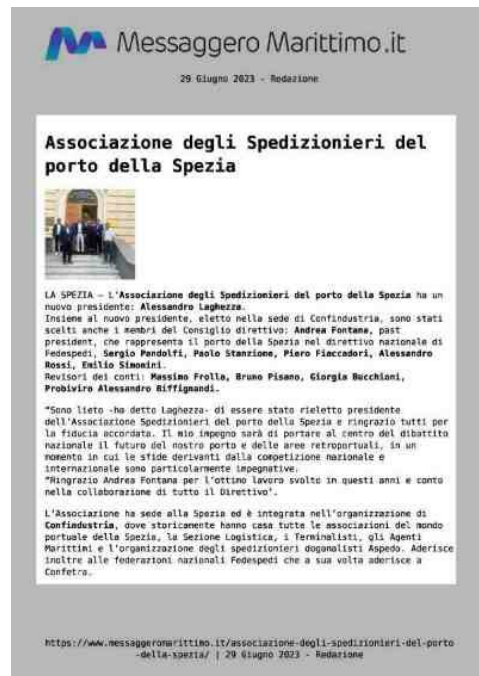 Messaggero Marittimo.it
29 Giugno 2023 - Redazione
Associazione degli Spedizionieri del
porto della Spezia
LA SPEZIA – L'Associazione degli Spedizionieri del porto della Spezia ha un
nuovo presidente: Alessandro Laghezza.
Insieme al nuovo presidente, eletto nella sede di Confindustria, sono stati
scelti anche i membri del Consiglio direttivo: Andrea Fontana, past
president, che rappresenta il porto della Spezia nel direttivo nazionale di
Fedespedi, Sergio Pandolfi, Paolo Stanzione, Piero Fiaccadori, Alessandro
Rossi, Emilio Simonini.
Revisori dei conti: Massimo Frolla, Bruno Pisano, Giorgia Bucchioni,
Probiviro Alessandro Biffignandi.
"Sono lieto -ha detto Laghezza- di essere stato rieletto presidente
dell'Associazione Spedizionieri del porto della Spezia e ringrazio tutti per
la fiducia accordata. Il mio impegno sarà di portare al centro del dibattito
nazionale il futuro del nostro porto e delle aree retroportuali, in un
momento in cui le sfide derivanti dalla competizione nazionale e
internazionale sono particolarmente impegnative.
"Ringrazio Andrea Fontana per l'ottimo lavoro svolto in questi anni e conto
nella collaborazione di tutto il Direttivo".
L'Associazione ha sede alla Spezia ed è integrata nell'organizzazione di
Confindustria, dove storicamente hanno casa tutte le associazioni del mondo
portuale della Spezia, la Sezione Logistica, i Terminalisti, gli Agenti
Marittimi e l'organizzazione degli spedizionieri doganalisti Aspedo. Aderisce
inoltre alle federazioni nazionali Fedespedi che a sua volta aderisce a
Confetra.
https://www.messaggeromarittimo.it/associazione-degli-spedizionieri-del-porto
-della-spezia/ | 29 Giugno 2023 - Redazione